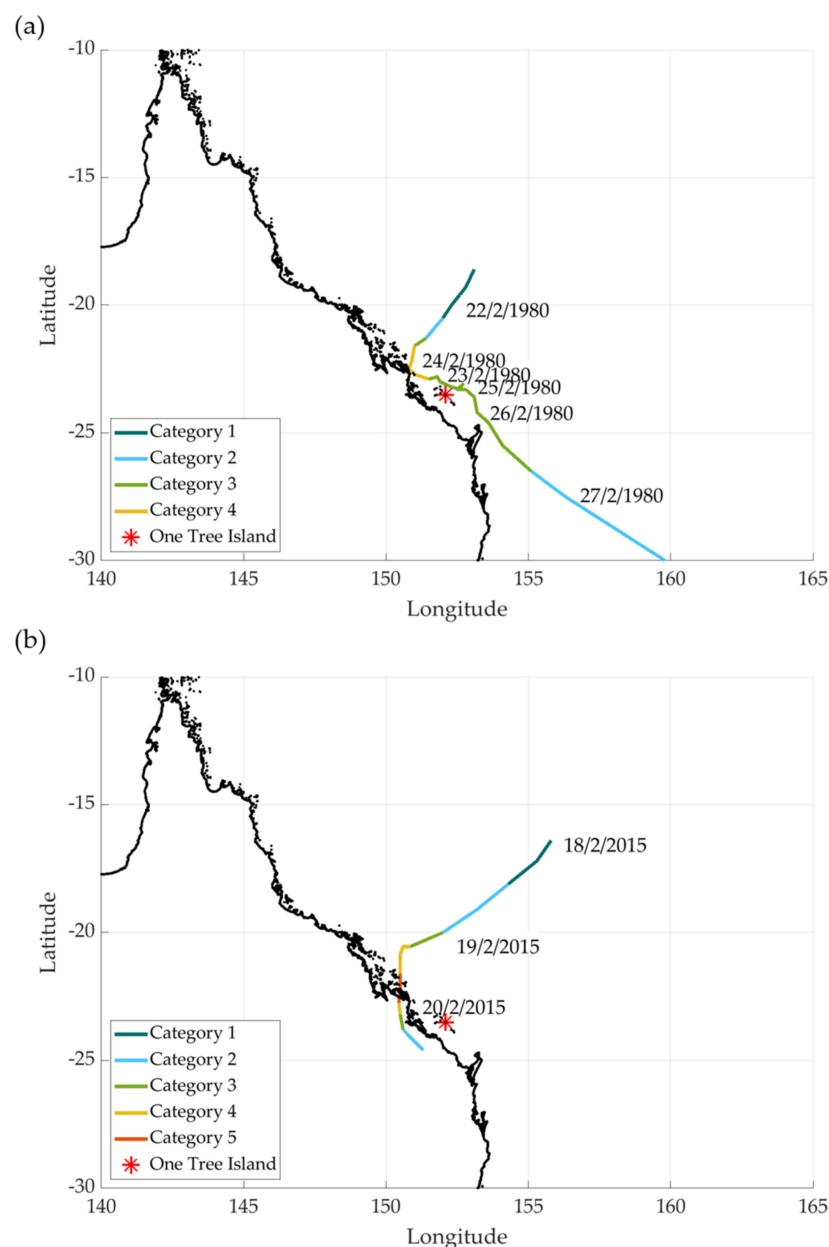 (a)
-10
-15
-20
-25
-30
Latitude
22/2/1980
24/2/1980
23/2/1980
25/2/1980
26/2/1980
27/2/1980
Category 1
Category 2
Category 3
Category 4
One Tree Island
140
145
150
155
160
165
Longitude
(b)
-10
-15
-20
-25
-30
Latitude
18/2/2015
19/2/2015
20/2/2015
Category 1
Category 2
Category 3
Category 4
Category 5
One Tree Island
140
145
150
155
160
165
Longitude